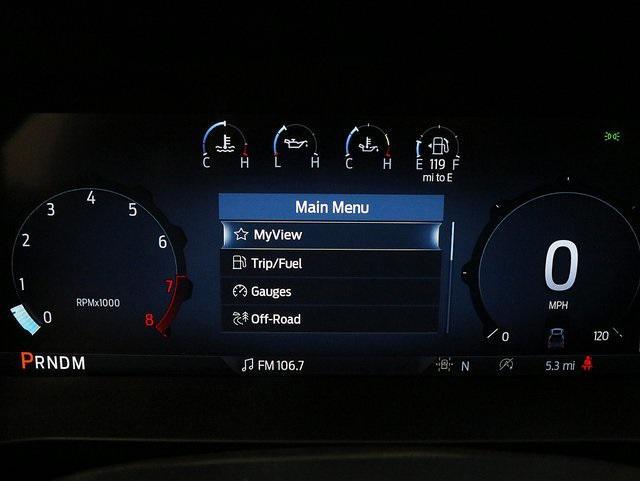 C H L H C H E 119 F
mi to E
Main Menu
MyView
Trip/Fuel
Gauges
Off-Road
0 1 2 3 4 5 6 7 8
RPMx1000
0
MPH
0 120
PRNDM
FM 106.7
N
5.3 mi